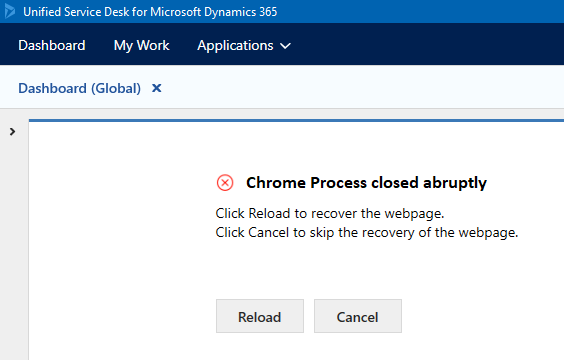 Unified Service Desk for Microsoft Dynamics 365
Dashboard My Work Applications
Dashboard (Global)
Chrome Process closed abruptly
Click Reload to recover the webpage.
Click Cancel to skip the recovery of the webpage.
Reload Cancel